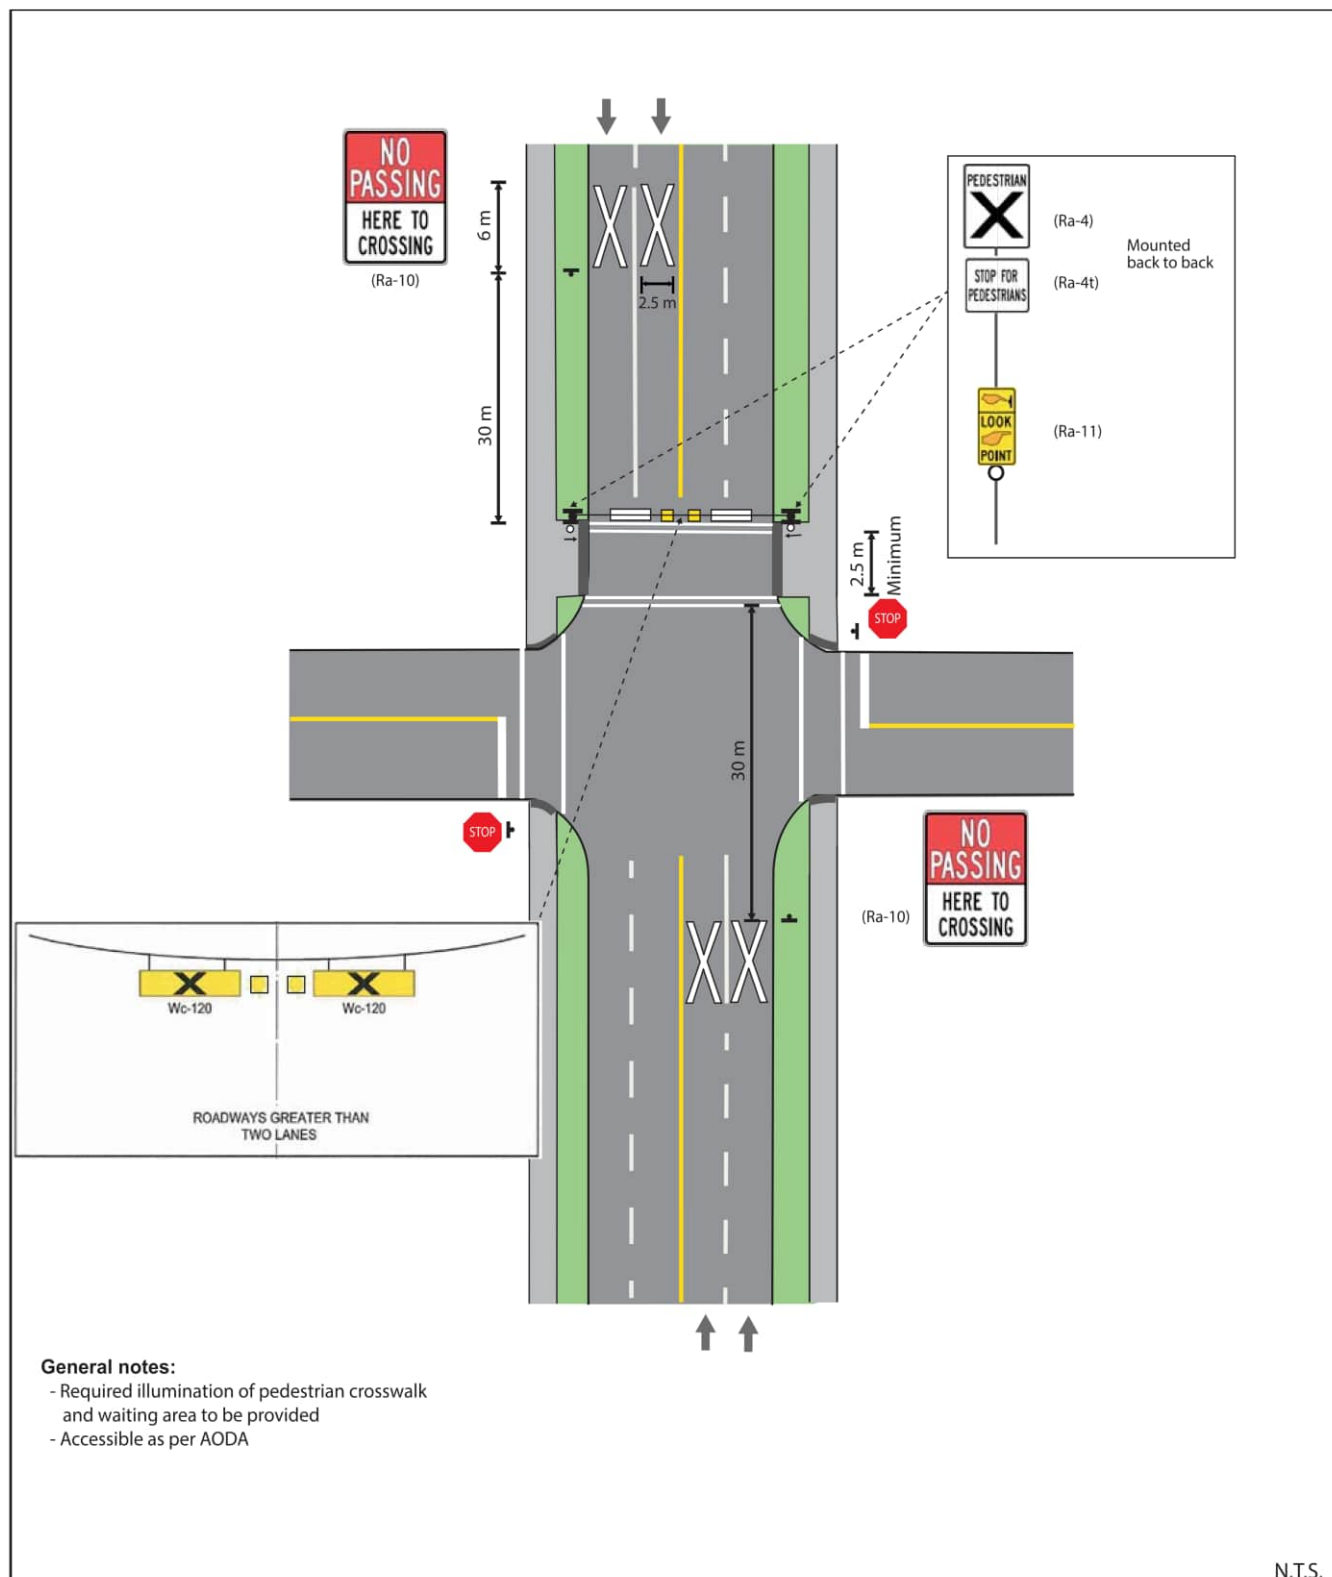 NO
PASSING
HERE TO
CROSSING
(Ra-10)
6 m
30 m
2.5 m
PEDESTRIAN
(Ra-4)
Mounted
back to back
STOP FOR
PEDESTRIANS
(Ra-4t)
LOOK
POINT
(Ra-11)
2.5 m
Minimum
STOP
30 m
STOP
NO
PASSING
HERE TO
CROSSING
(Ra-10)
Wc-120
Wc-120
ROADWAYS GREATER THAN
TWO LANES
General notes:
- Required illumination of pedestrian crosswalk
and waiting area to be provided
- Accessible as per AODA
N.T.S.